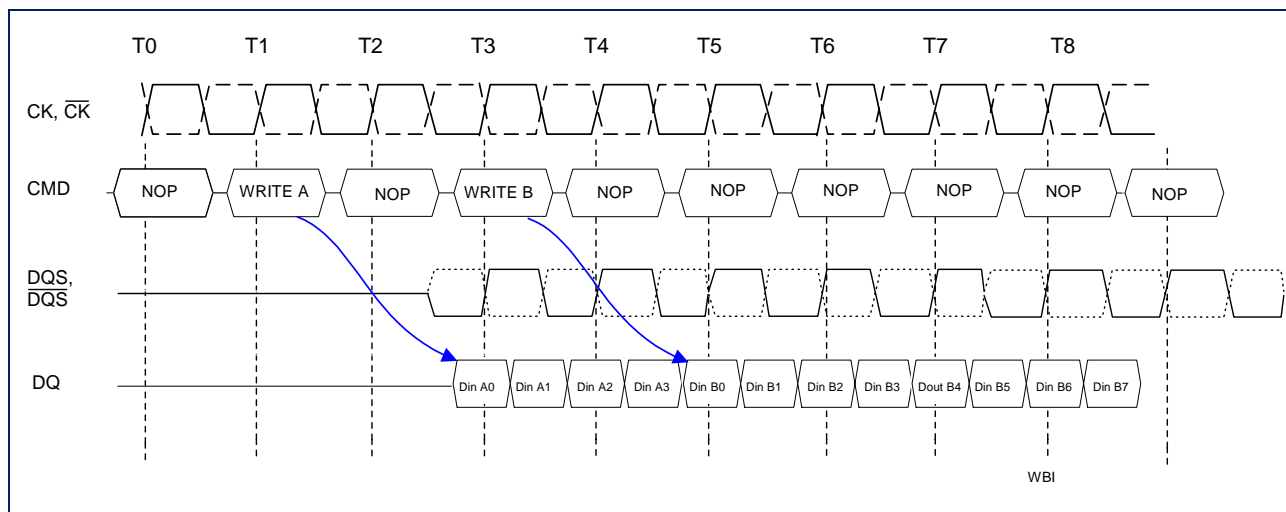 T0 T1 T2 T3 T4 T5 T6 T7 T8
CK, CK
CMD NOP WRITE A NOP WRITE B NOP NOP NOP NOP NOP NOP
DQS,
DQS
DQ Din A0 Din A1 Din A2 Din A3 Din B0 Din B1 Din B2 Din B3 Dout B4 Din B5 Din B6 Din B7
WBI